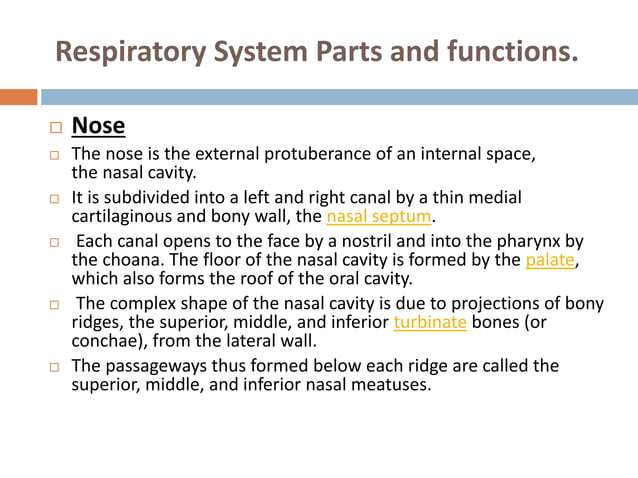 Respiratory System Parts and functions.
Nose
The nose is the external protuberance of an internal space,
the nasal cavity.
It is subdivided into a left and right canal by a thin medial
cartilaginous and bony wall, the nasal septum.
Each canal opens to the face by a nostril and into the pharynx by
the choana. The floor of the nasal cavity is formed by the palate,
which also forms the roof of the oral cavity.
The complex shape of the nasal cavity is due to projections of bony
ridges, the superior, middle, and inferior turbinate bones (or
conchae), from the lateral wall.
The passageways thus formed below each ridge are called the
superior, middle, and inferior nasal meatuses.